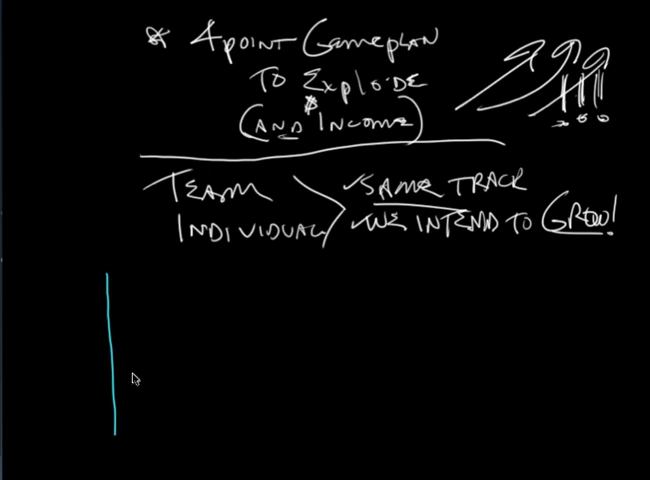 * 4 POINT GAMEPLAN
TO EXPLODE
(AND $ INCOME)
TEAM
INDIVIDUAL
✓SAME TRACK
✓WE INTEND TO GROW!